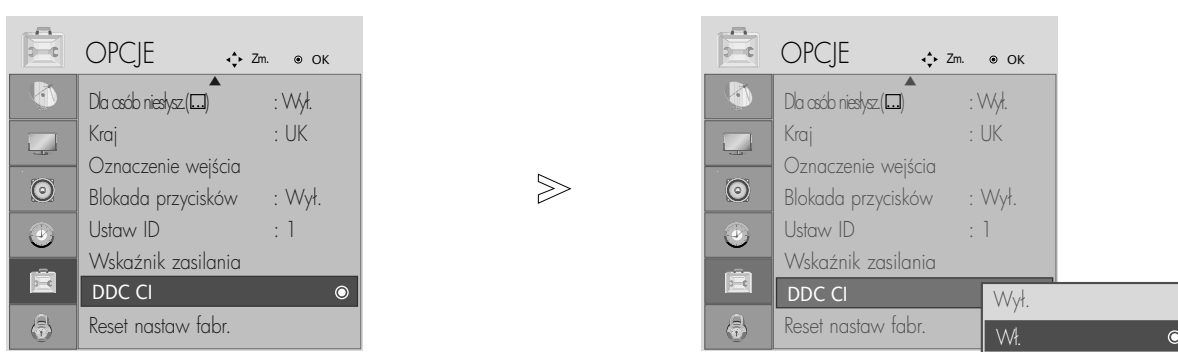 OPCJE Zm. OK
Dla osób niesłysz.( ) : Wył.
Kraj : UK
Oznaczenie wejścia
Blokada przycisków : Wył.
Ustaw ID : 1
Wskaźnik zasilania
DDC CI
Reset nastaw fabr.
OPCJE Zm. OK
Dla osób niesłysz.( ) : Wył.
Kraj : UK
Oznaczenie wejścia
Blokada przycisków : Wył.
Ustaw ID : 1
Wskaźnik zasilania
DDC CI
Reset nastaw fabr.
Wył.
Wł.